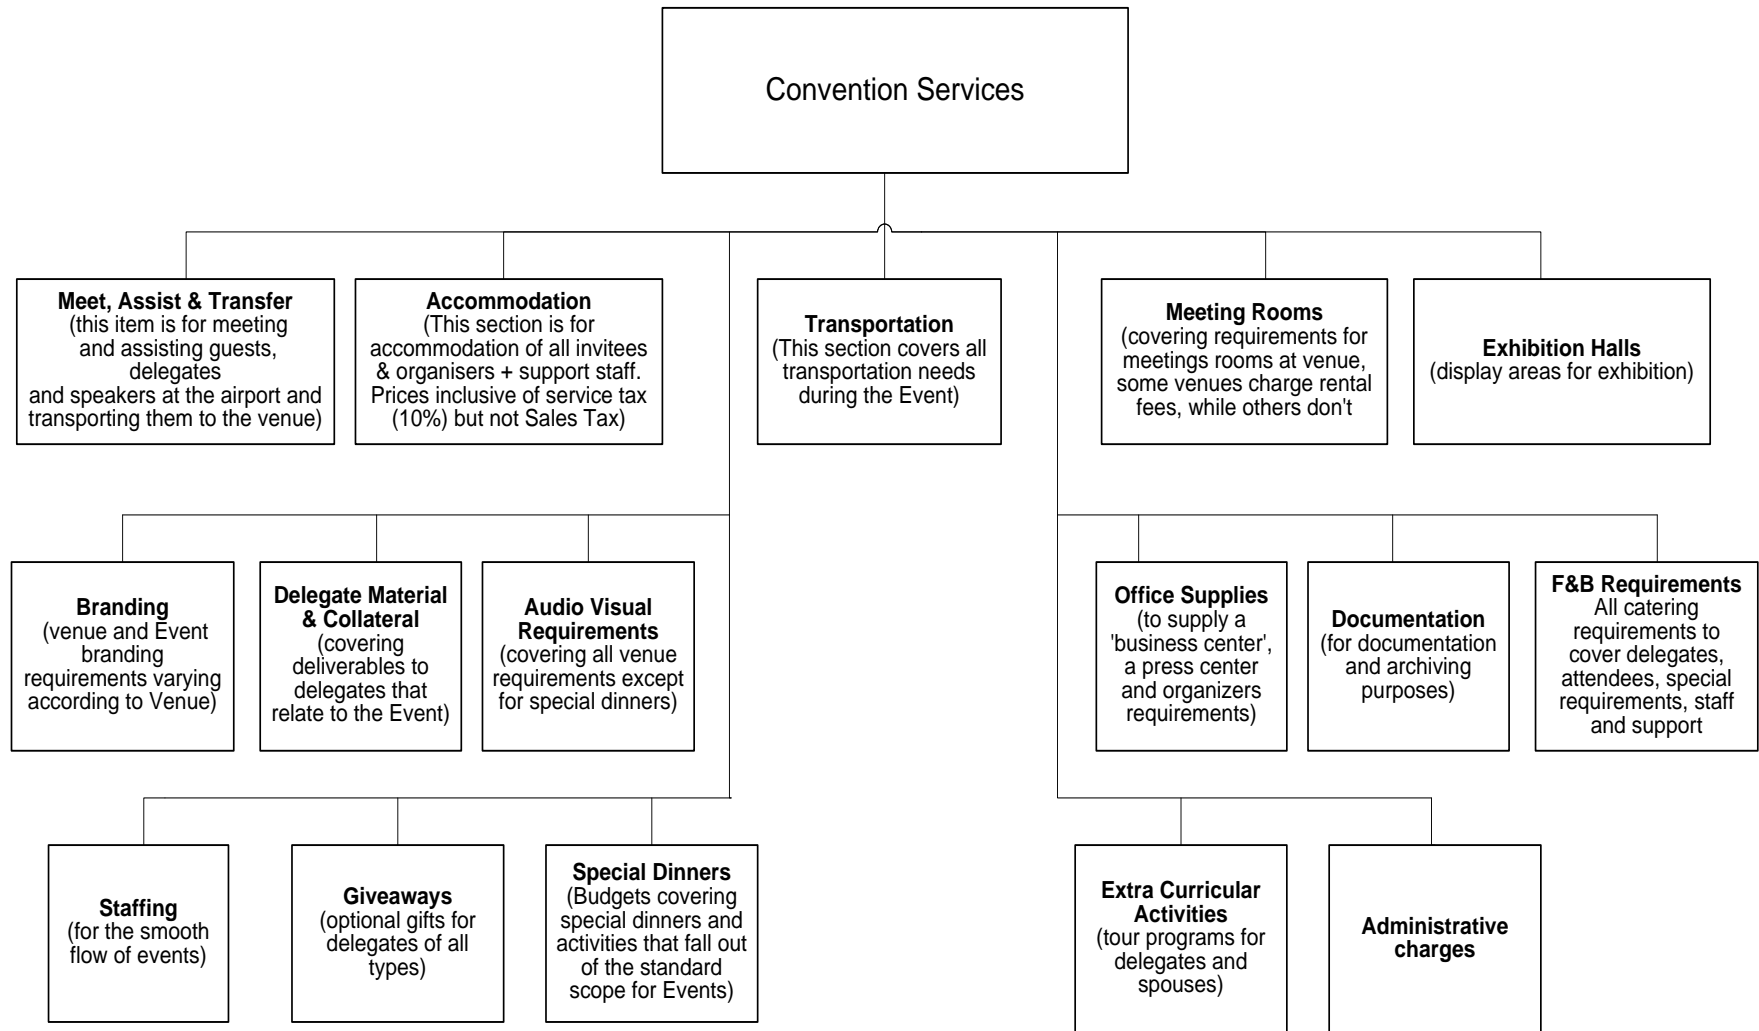 Convention Services
Meet, Assist & Transfer
(this item is for meeting
and assisting guests,
delegates
and speakers at the airport and
transporting them to the venue)
Accommodation
(This section is for
accommodation of all invitees
& organisers + support staff.
Prices inclusive of service tax
(10%) but not Sales Tax)
Transportation
(This section covers all
transportation needs
during the Event)
Meeting Rooms
(covering requirements for
meetings rooms at venue,
some venues charge rental
fees, while others don't
Exhibition Halls
(display areas for exhibition)
Branding
(venue and Event
branding
requirements varying
according to Venue)
Delegate Material
& Collateral
(covering
deliverables to
delegates that
relate to the Event)
Audio Visual
Requirements
(covering all venue
requirements except
for special dinners)
Office Supplies
(to supply a
'business center',
a press center
and organizers
requirements)
Documentation
(for documentation
and archiving
purposes)
F&B Requirements
All catering
requirements to
cover delegates,
attendees, special
requirements, staff
and support
Staffing
(for the smooth
flow of events)
Giveaways
(optional gifts for
delegates of all
types)
Special Dinners
(Budgets covering
special dinners and
activities that fall out
of the standard
scope for Events)
Extra Curricular
Activities
(tour programs for
delegates and
spouses)
Administrative
charges